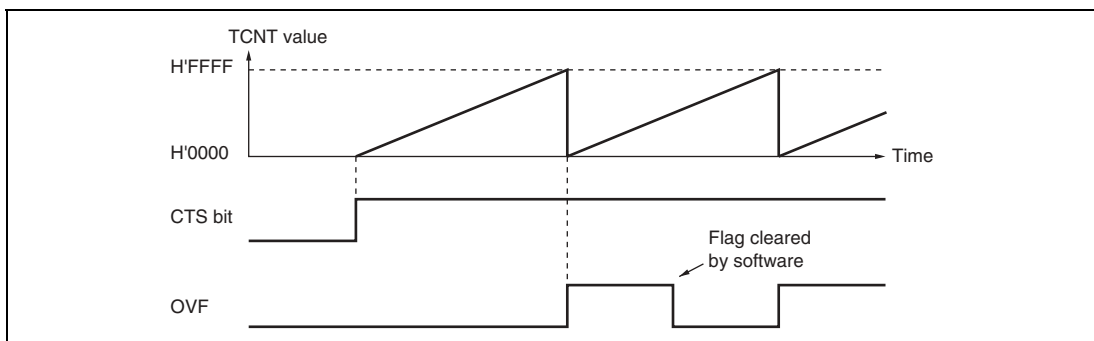 TCNT value
H'FFFF
H'0000
Time
CTS bit
Flag cleared
by software
OVF